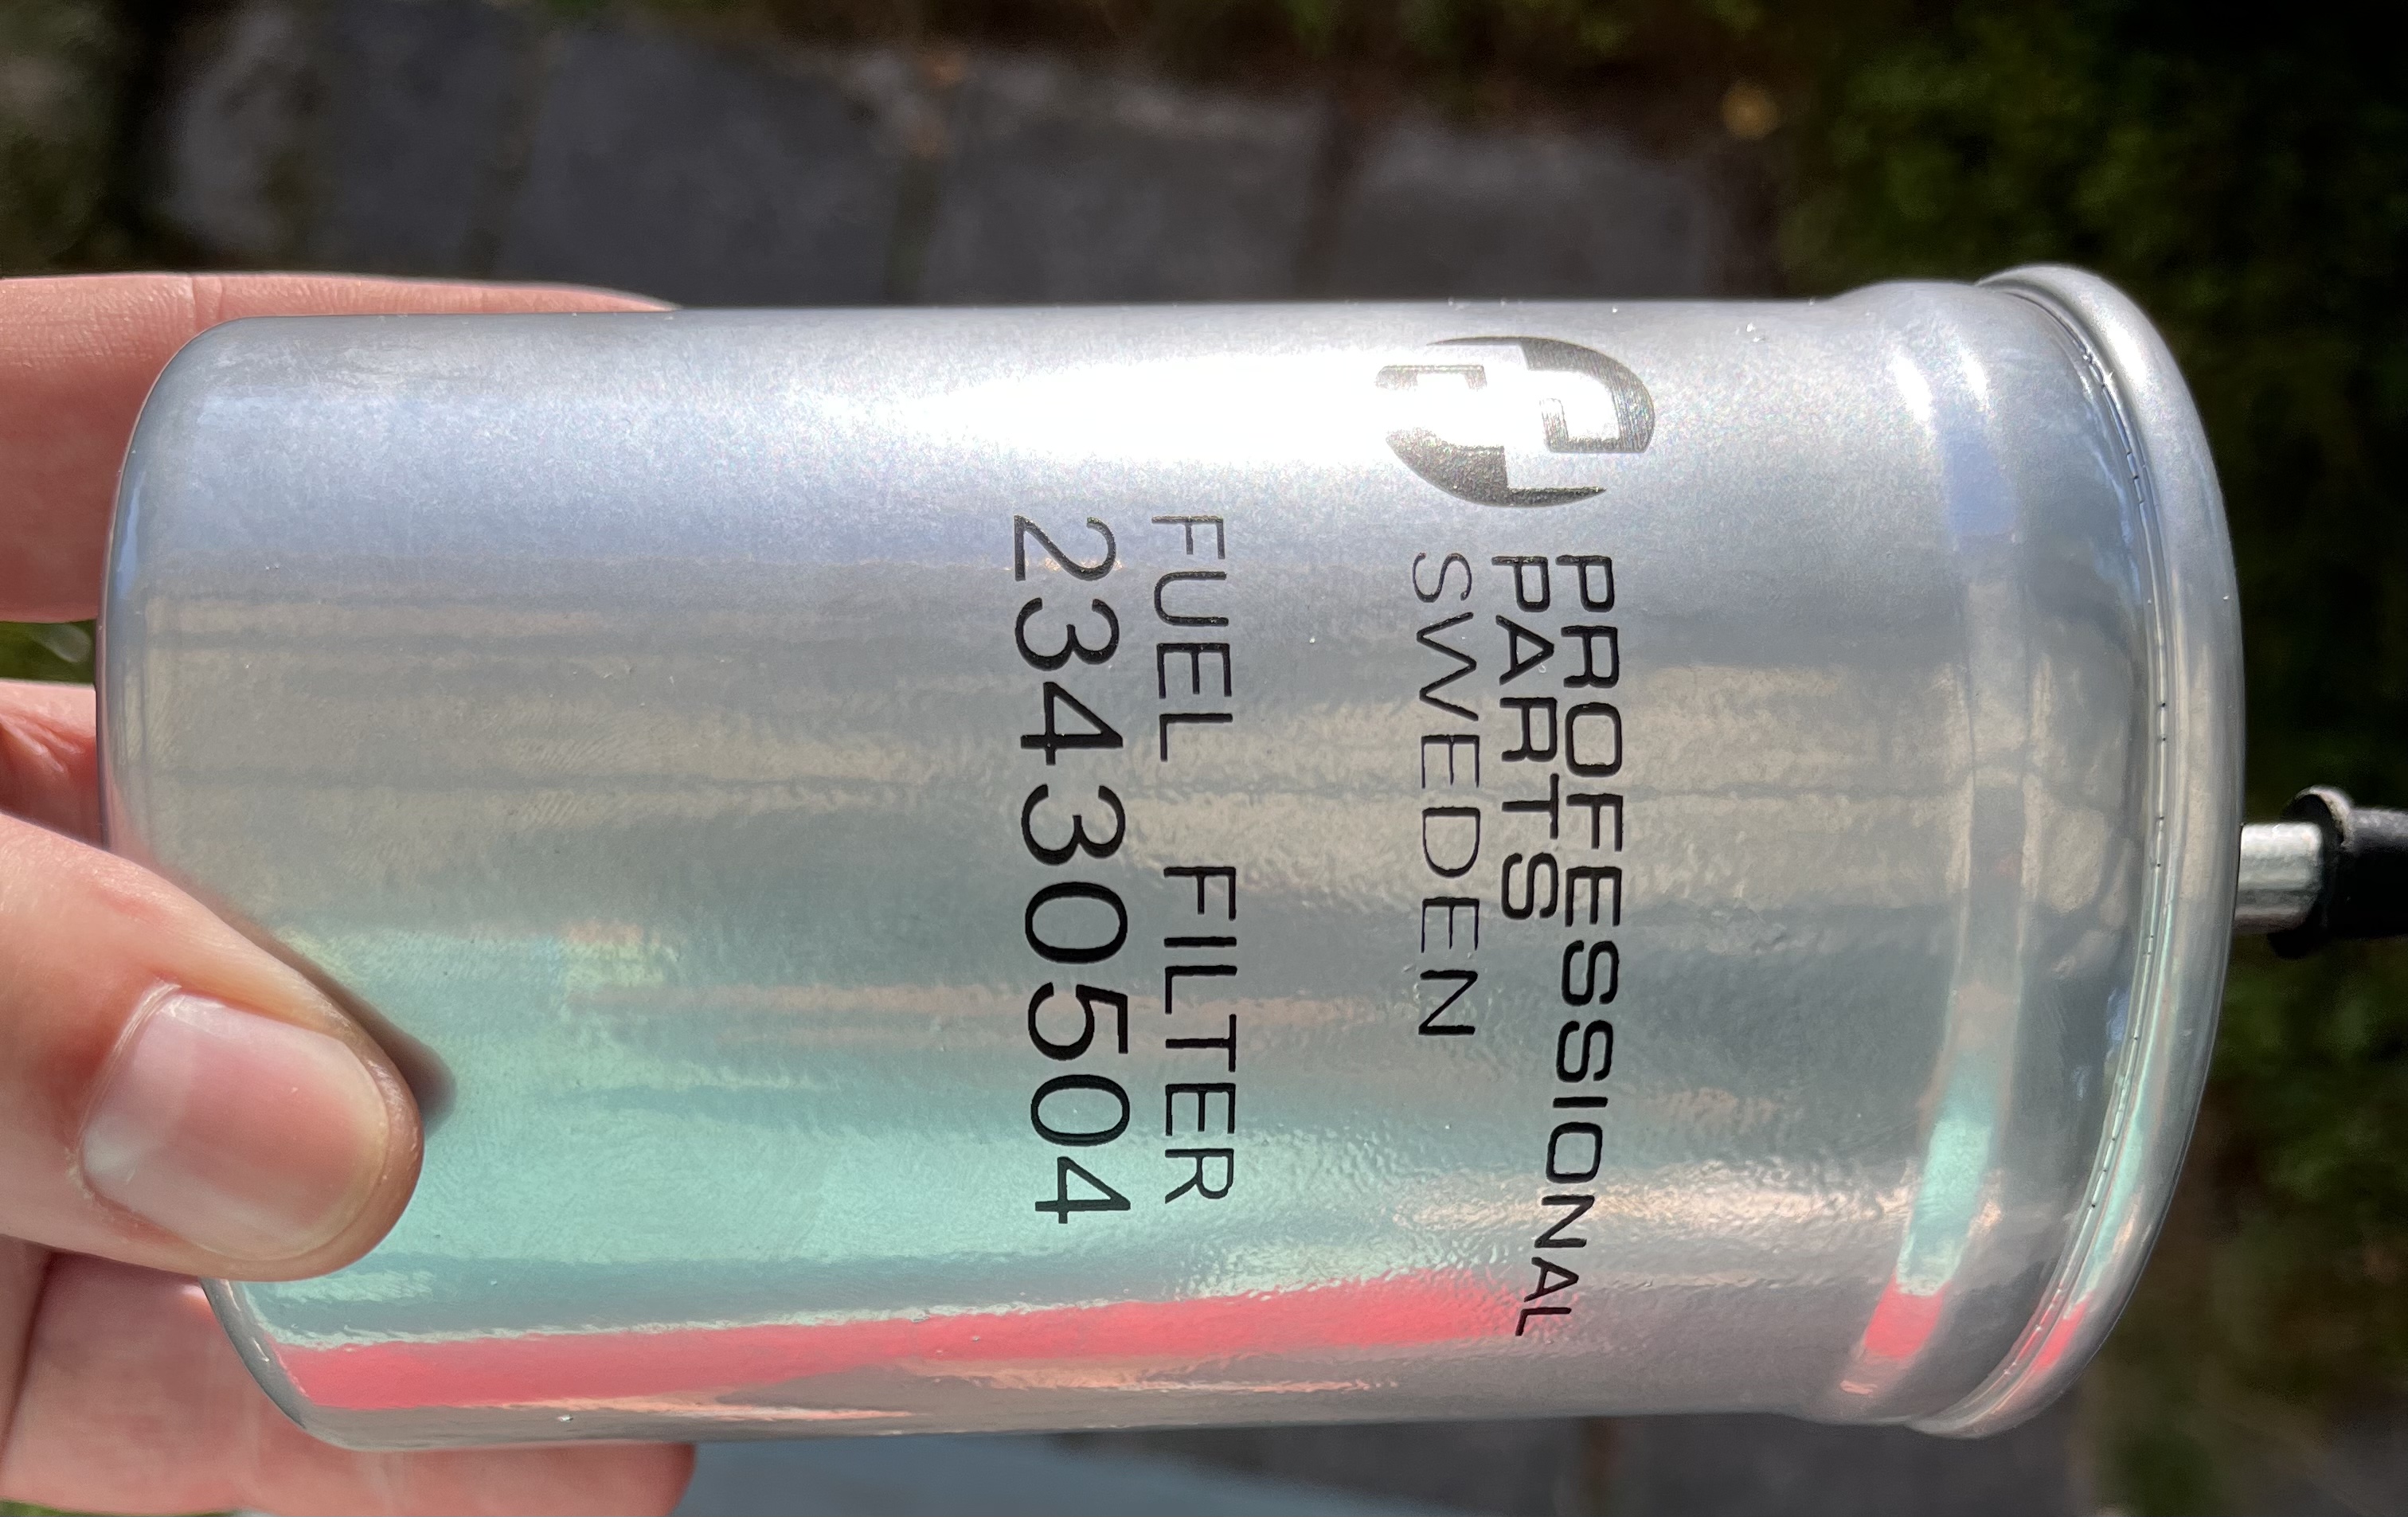 PROFESSIONAL
PARTS
SWEDEN
FUEL FILTER
23430504